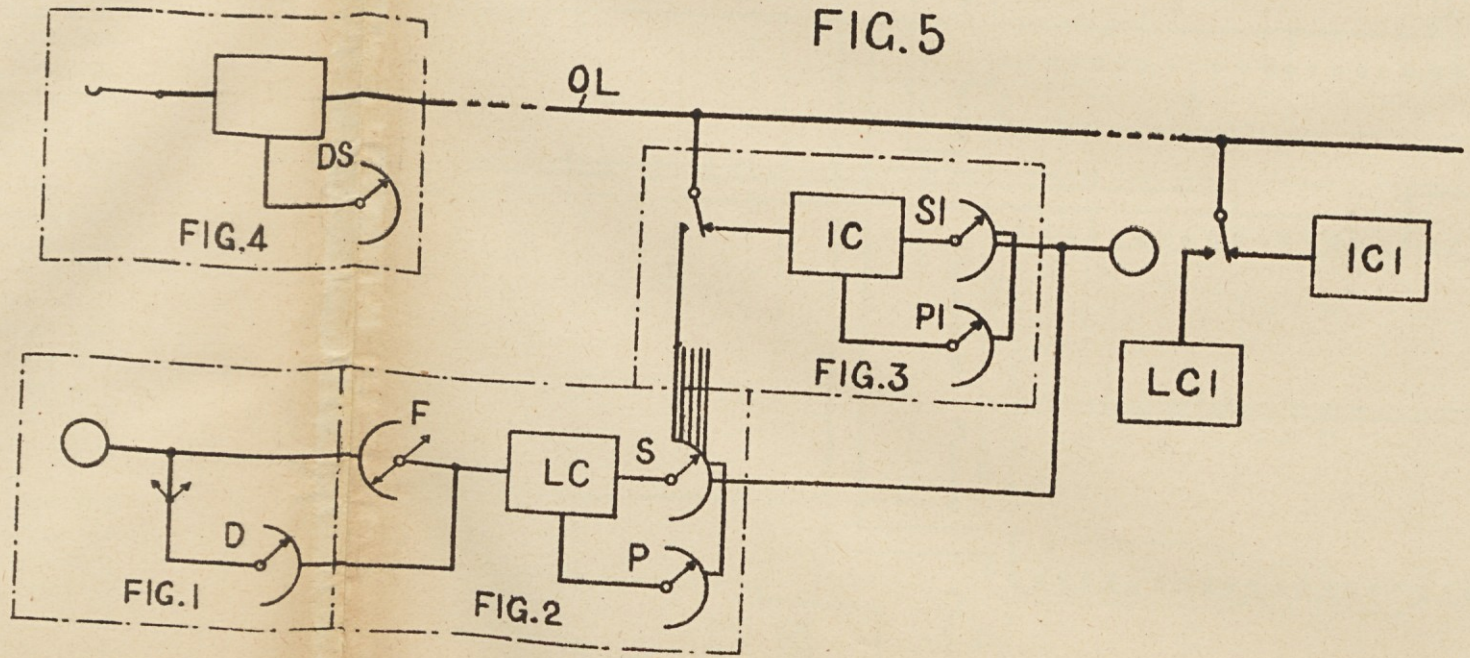 FIG. 5
OL
DS
FIG. 4
IC
SI
PI
FIG. 3
ICI
LCI
F
LC
S
D
P
FIG. 1
FIG. 2